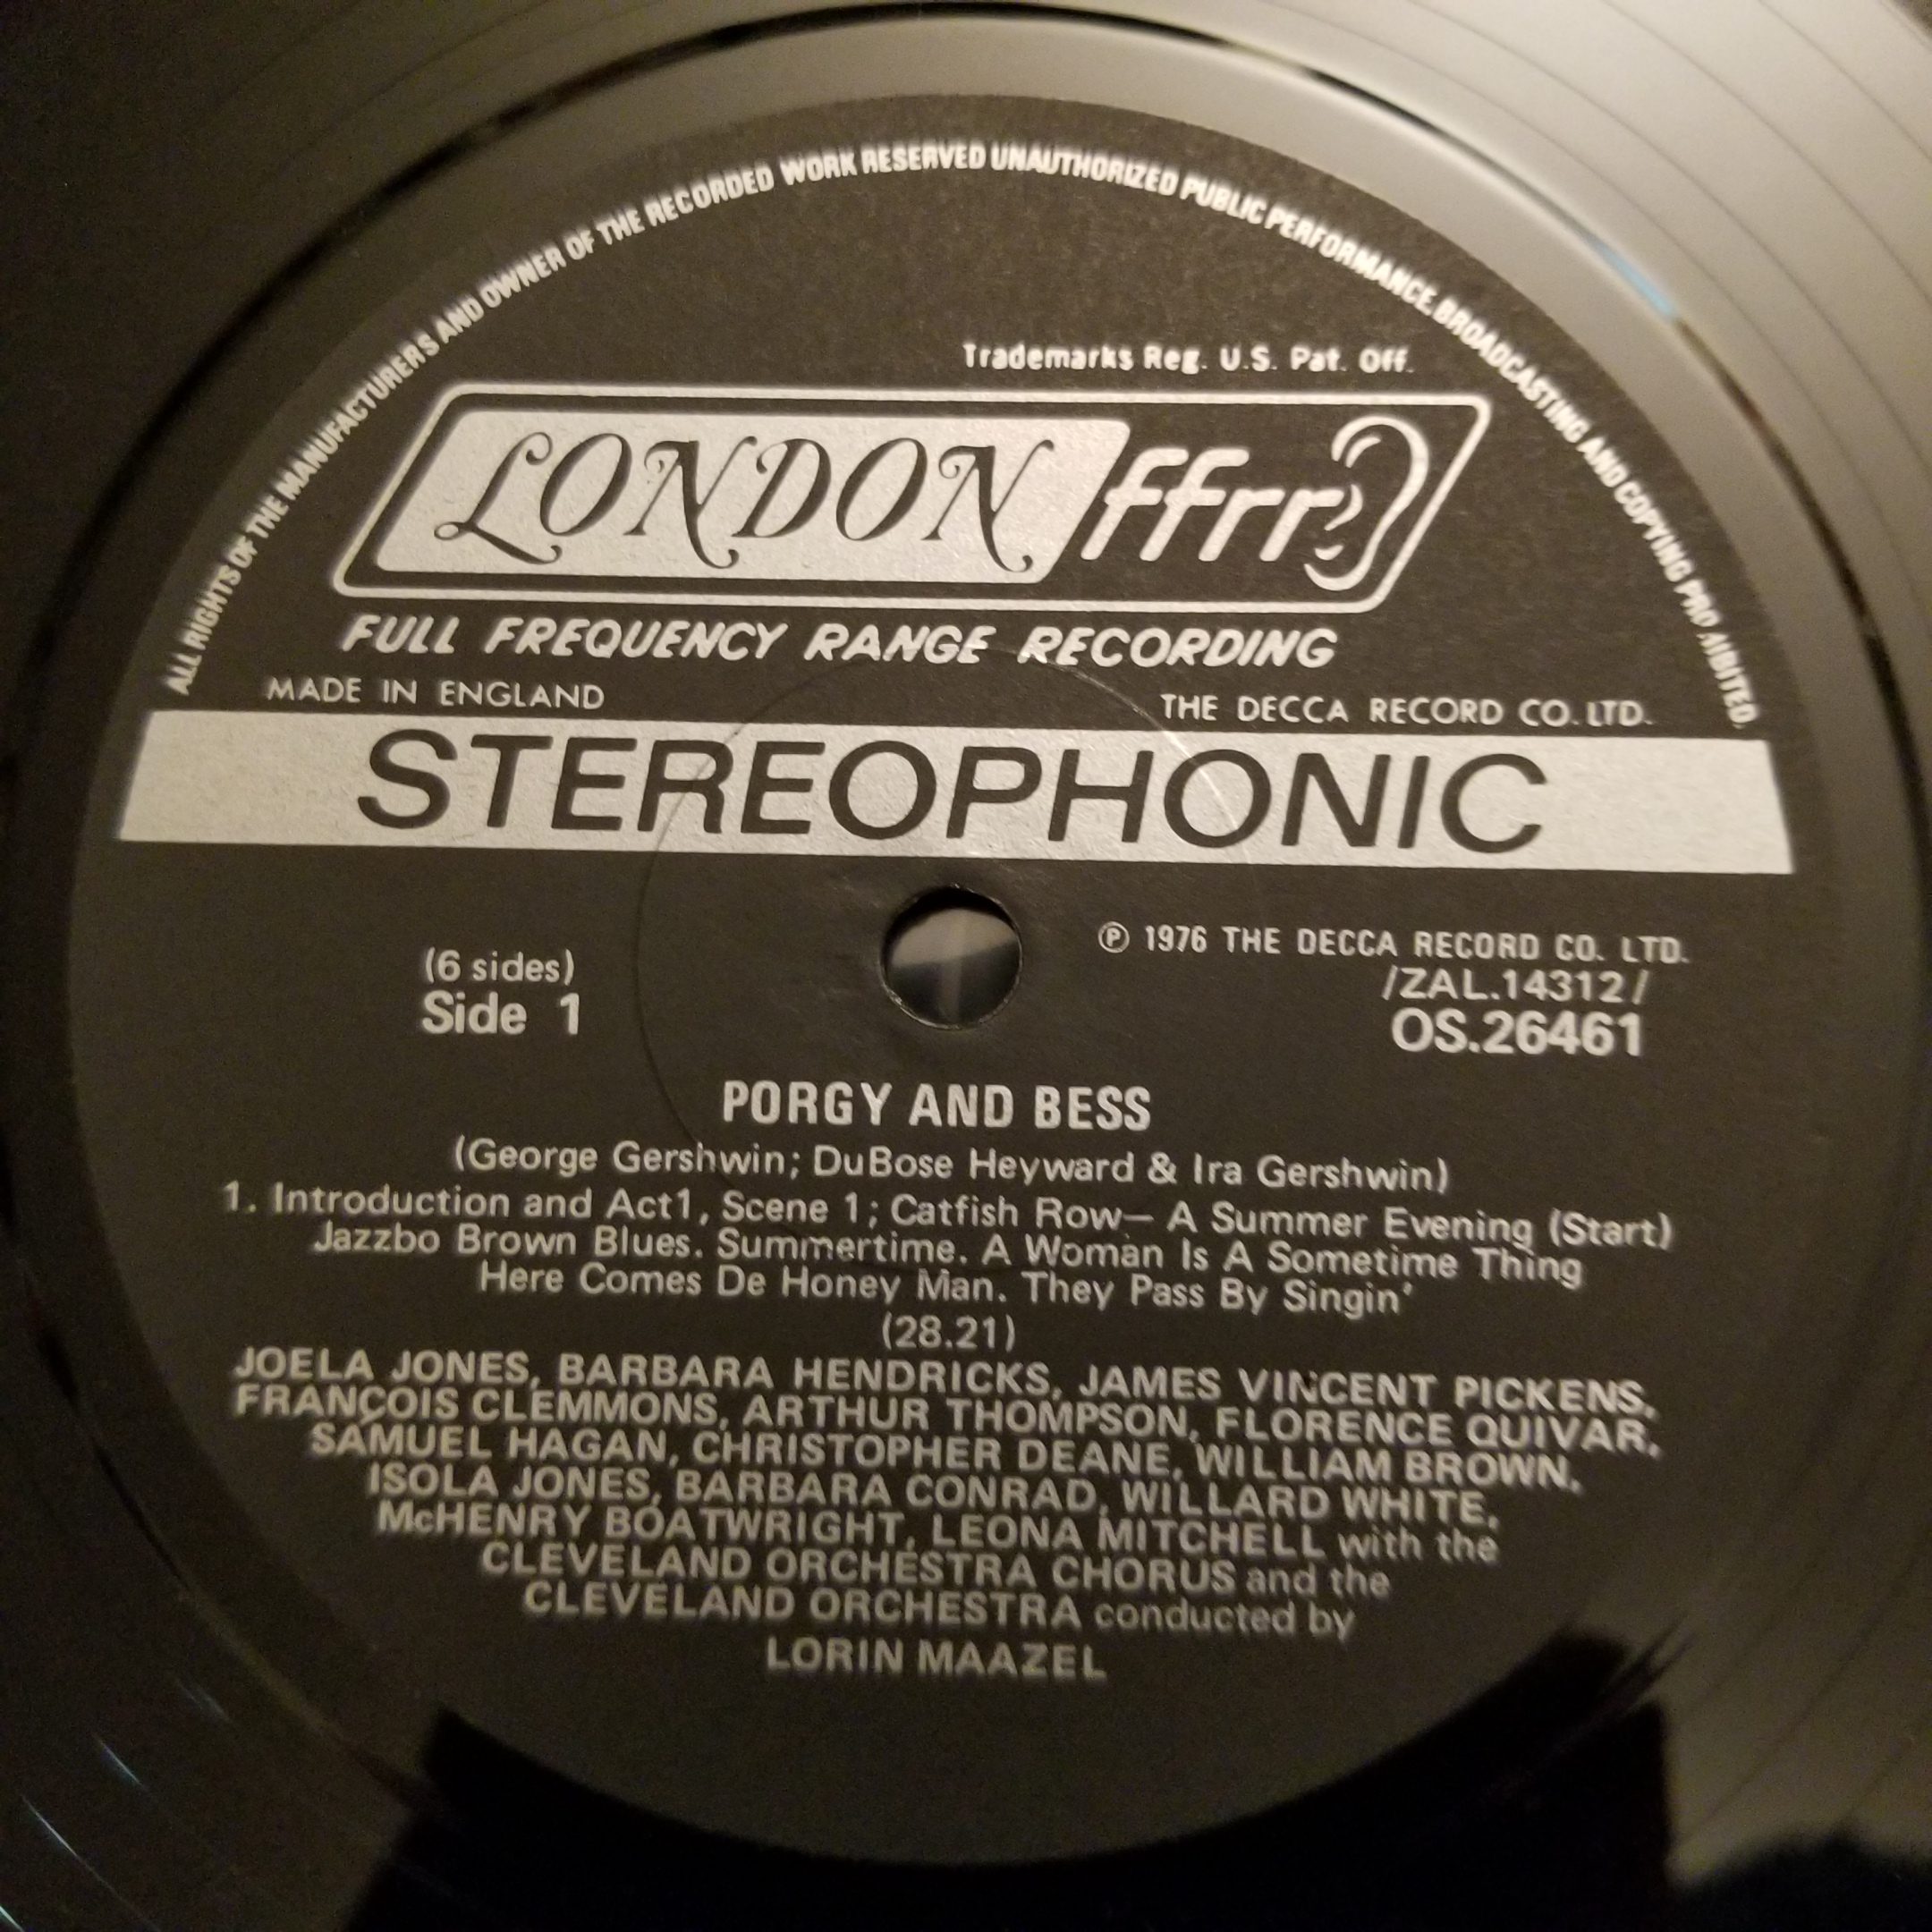 ALL RIGHTS OF THE MANUFACTURERS AND OWNER OF THE RECORDED WORK RESERVED UNAUTHORIZED PUBLIC PERFORMANCE, BROADCASTING AND COPYING PROHIBITED
Trademarks Reg. U.S. Pat. Off.
LONDON ffrr
FULL FREQUENCY RANGE RECORDING
MADE IN ENGLAND THE DECCA RECORD CO. LTD.
STEREOPHONIC
℗ 1976 THE DECCA RECORD CO. LTD.
(6 sides) /ZAL.14312/
Side 1 OS.26461
PORGY AND BESS
(George Gershwin; DuBose Heyward & Ira Gershwin)
1. Introduction and Act1, Scene 1; Catfish Row— A Summer Evening (Start)
Jazzbo Brown Blues. Summertime. A Woman Is A Sometime Thing
Here Comes De Honey Man. They Pass By Singin'
(28.21)
JOELA JONES, BARBARA HENDRICKS, JAMES VINCENT PICKENS,
FRANÇOIS CLEMMONS, ARTHUR THOMPSON, FLORENCE QUIVAR,
SAMUEL HAGAN, CHRISTOPHER DEANE, WILLIAM BROWN,
ISOLA JONES, BARBARA CONRAD, WILLARD WHITE,
McHENRY BOATWRIGHT, LEONA MITCHELL with the
CLEVELAND ORCHESTRA CHORUS and the
CLEVELAND ORCHESTRA conducted by
LORIN MAAZEL